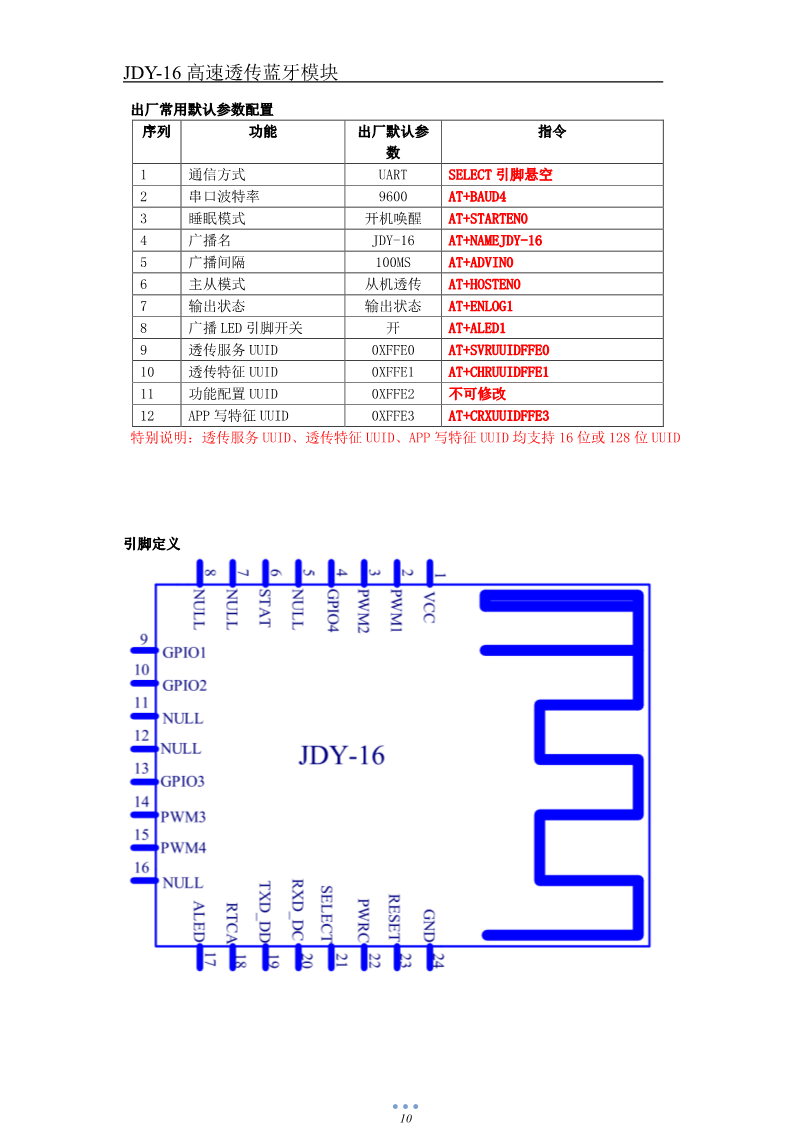 JDY-16 高速透传蓝牙模块
出厂常用默认参数配置
序列 功能 出厂默认参数 指令
1 通信方式 UART SELECT 引脚悬空
2 串口波特率 9600 AT+BAUD4
3 睡眠模式 开机唤醒 AT+STARTEN0
4 广播名 JDY-16 AT+NAMEJDY-16
5 广播间隔 100MS AT+ADVIN0
6 主从模式 从机透传 AT+HOSTEN0
7 输出状态 输出状态 AT+ENLOG1
8 广播 LED 引脚开关 开 AT+ALED1
9 透传服务 UUID 0XFFE0 AT+SVRUUIDFFE0
10 透传特征 UUID 0XFFE1 AT+CHRUUIDFFE1
11 功能配置 UUID 0XFFE2 不可修改
12 APP 写特征 UUID 0XFFE3 AT+CRXUUIDFFE3
特别说明：透传服务 UUID、透传特征 UUID、APP 写特征 UUID 均支持 16 位或 128 位 UUID
引脚定义
8 7 6 5 4 3 2 1
NULL NULL STAT NULL GPIO4 PWM2 PWM1 VCC
9 GPIO1
10 GPIO2
11 NULL
12 NULL
JDY-16
13 GPIO3
14 PWM3
15 PWM4
16 NULL
ALED RTCA TXD_DD RXD_DC SELECT PWRC RESET GND
17 18 19 20 21 22 23 24
10